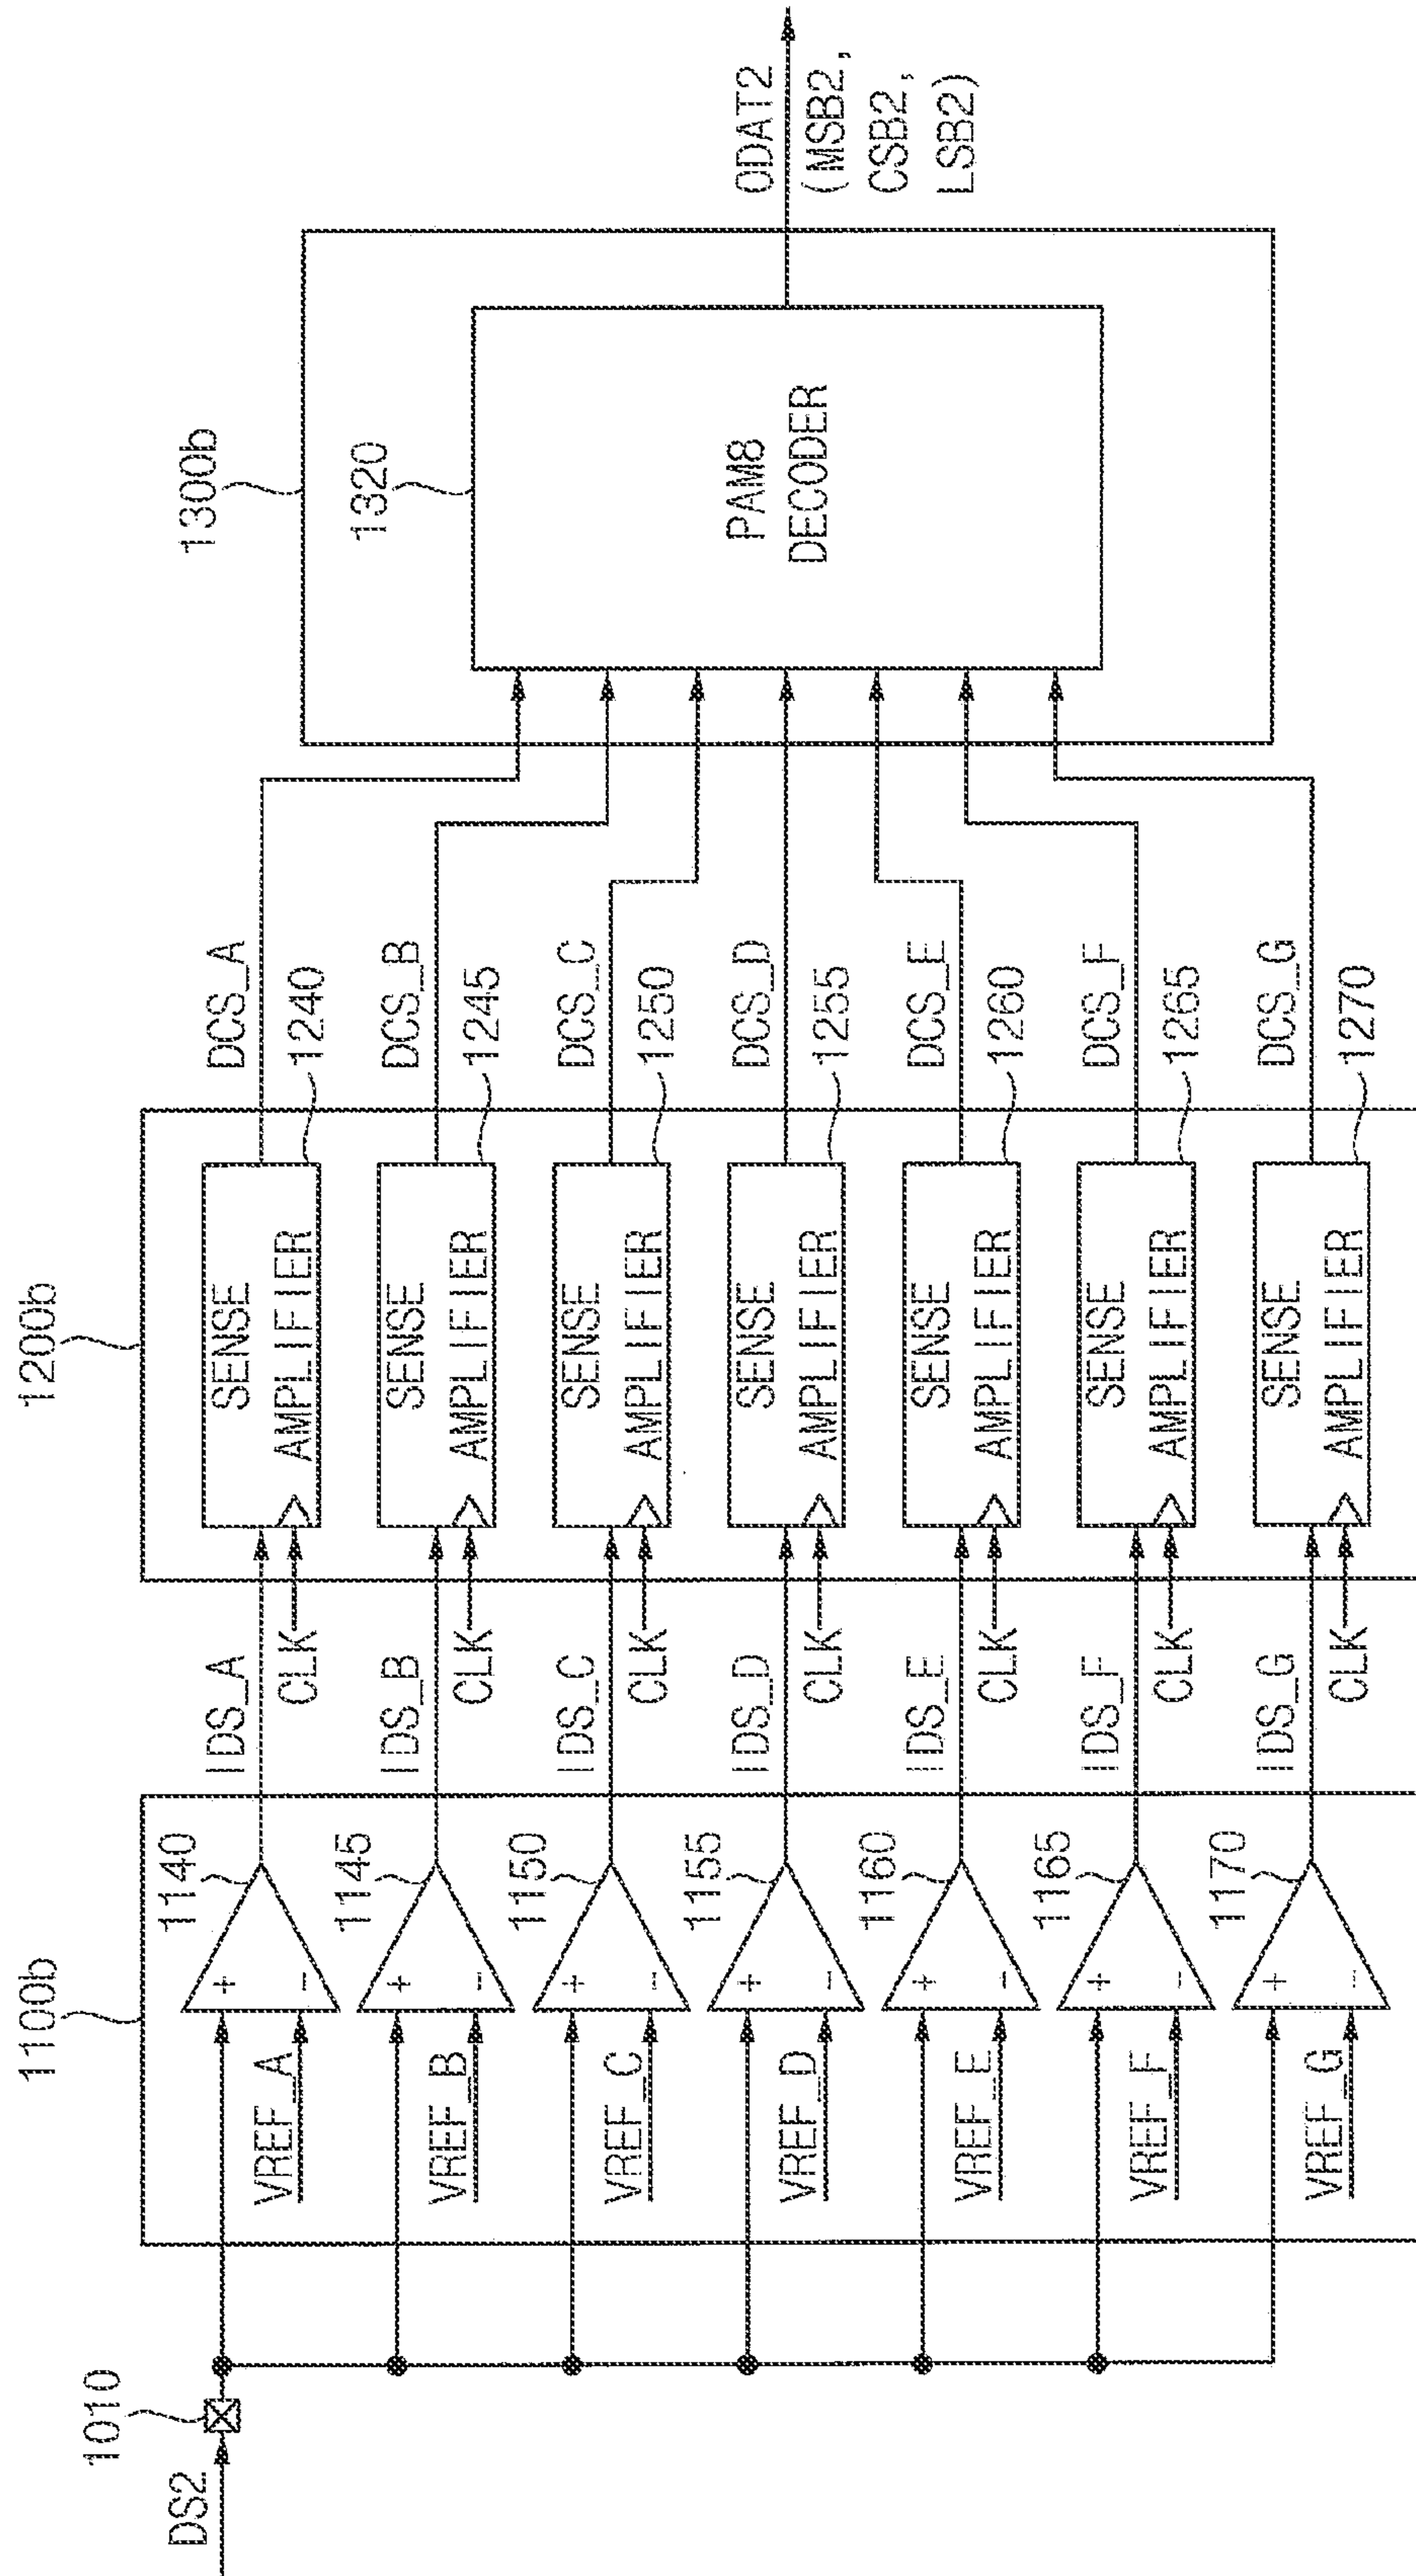 1100b
1200b
1300b
1320
1010
DS2
1140
VREF_A
IDS_A
CLK
SENSE
AMPLIFIER
1240
DCS_A
1145
VREF_B
IDS_B
CLK
SENSE
AMPLIFIER
1245
DCS_B
1150
VREF_C
IDS_C
CLK
SENSE
AMPLIFIER
1250
DCS_C
1155
VREF_D
IDS_D
CLK
SENSE
AMPLIFIER
1255
DCS_D
1160
VREF_E
IDS_E
CLK
SENSE
AMPLIFIER
1260
DCS_E
1165
VREF_F
IDS_F
CLK
SENSE
AMPLIFIER
1265
DCS_F
1170
VREF_G
IDS_G
CLK
SENSE
AMPLIFIER
1270
DCS_G
+
−
+
−
+
−
+
−
+
−
+
−
+
−
PAM8
DECODER
ODAT2
(MSB2,
CSB2,
LSB2)